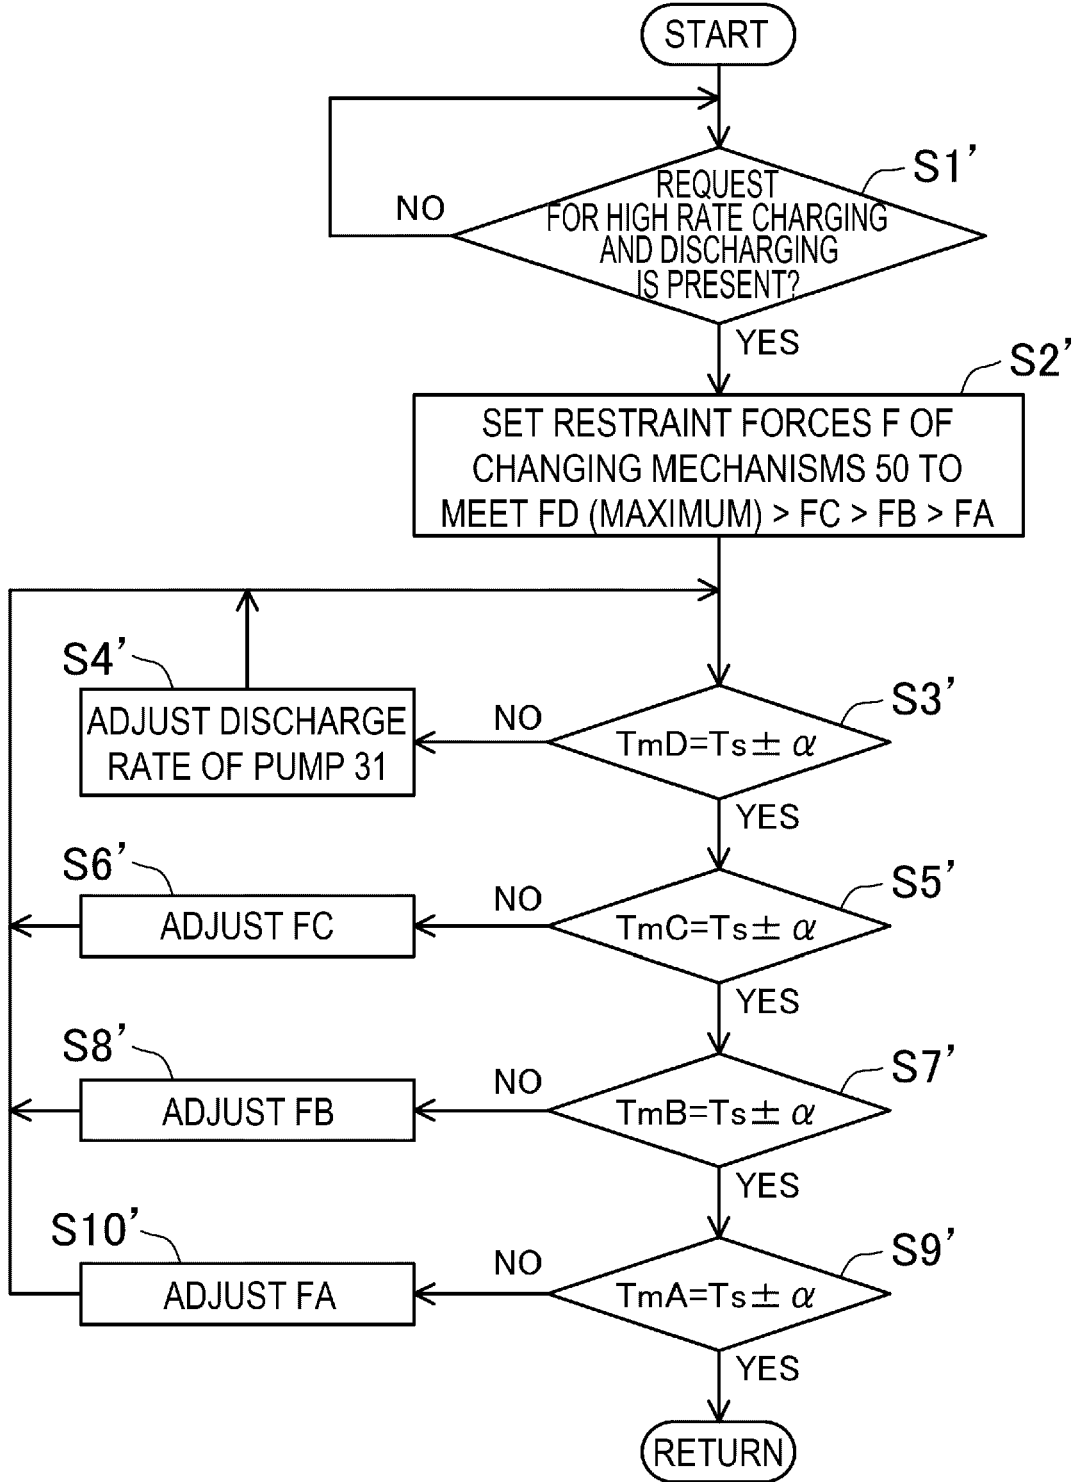 START
S1’
REQUEST
FOR HIGH RATE CHARGING
AND DISCHARGING
IS PRESENT?
NO
YES
S2’
SET RESTRAINT FORCES F OF
CHANGING MECHANISMS 50 TO
MEET FD (MAXIMUM) > FC > FB > FA
S4’
ADJUST DISCHARGE
RATE OF PUMP 31
NO
S3’
TmD=Ts± α
YES
S6’
ADJUST FC
NO
S5’
TmC=Ts± α
YES
S8’
ADJUST FB
NO
S7’
TmB=Ts± α
YES
S10’
ADJUST FA
NO
S9’
TmA=Ts± α
YES
RETURN